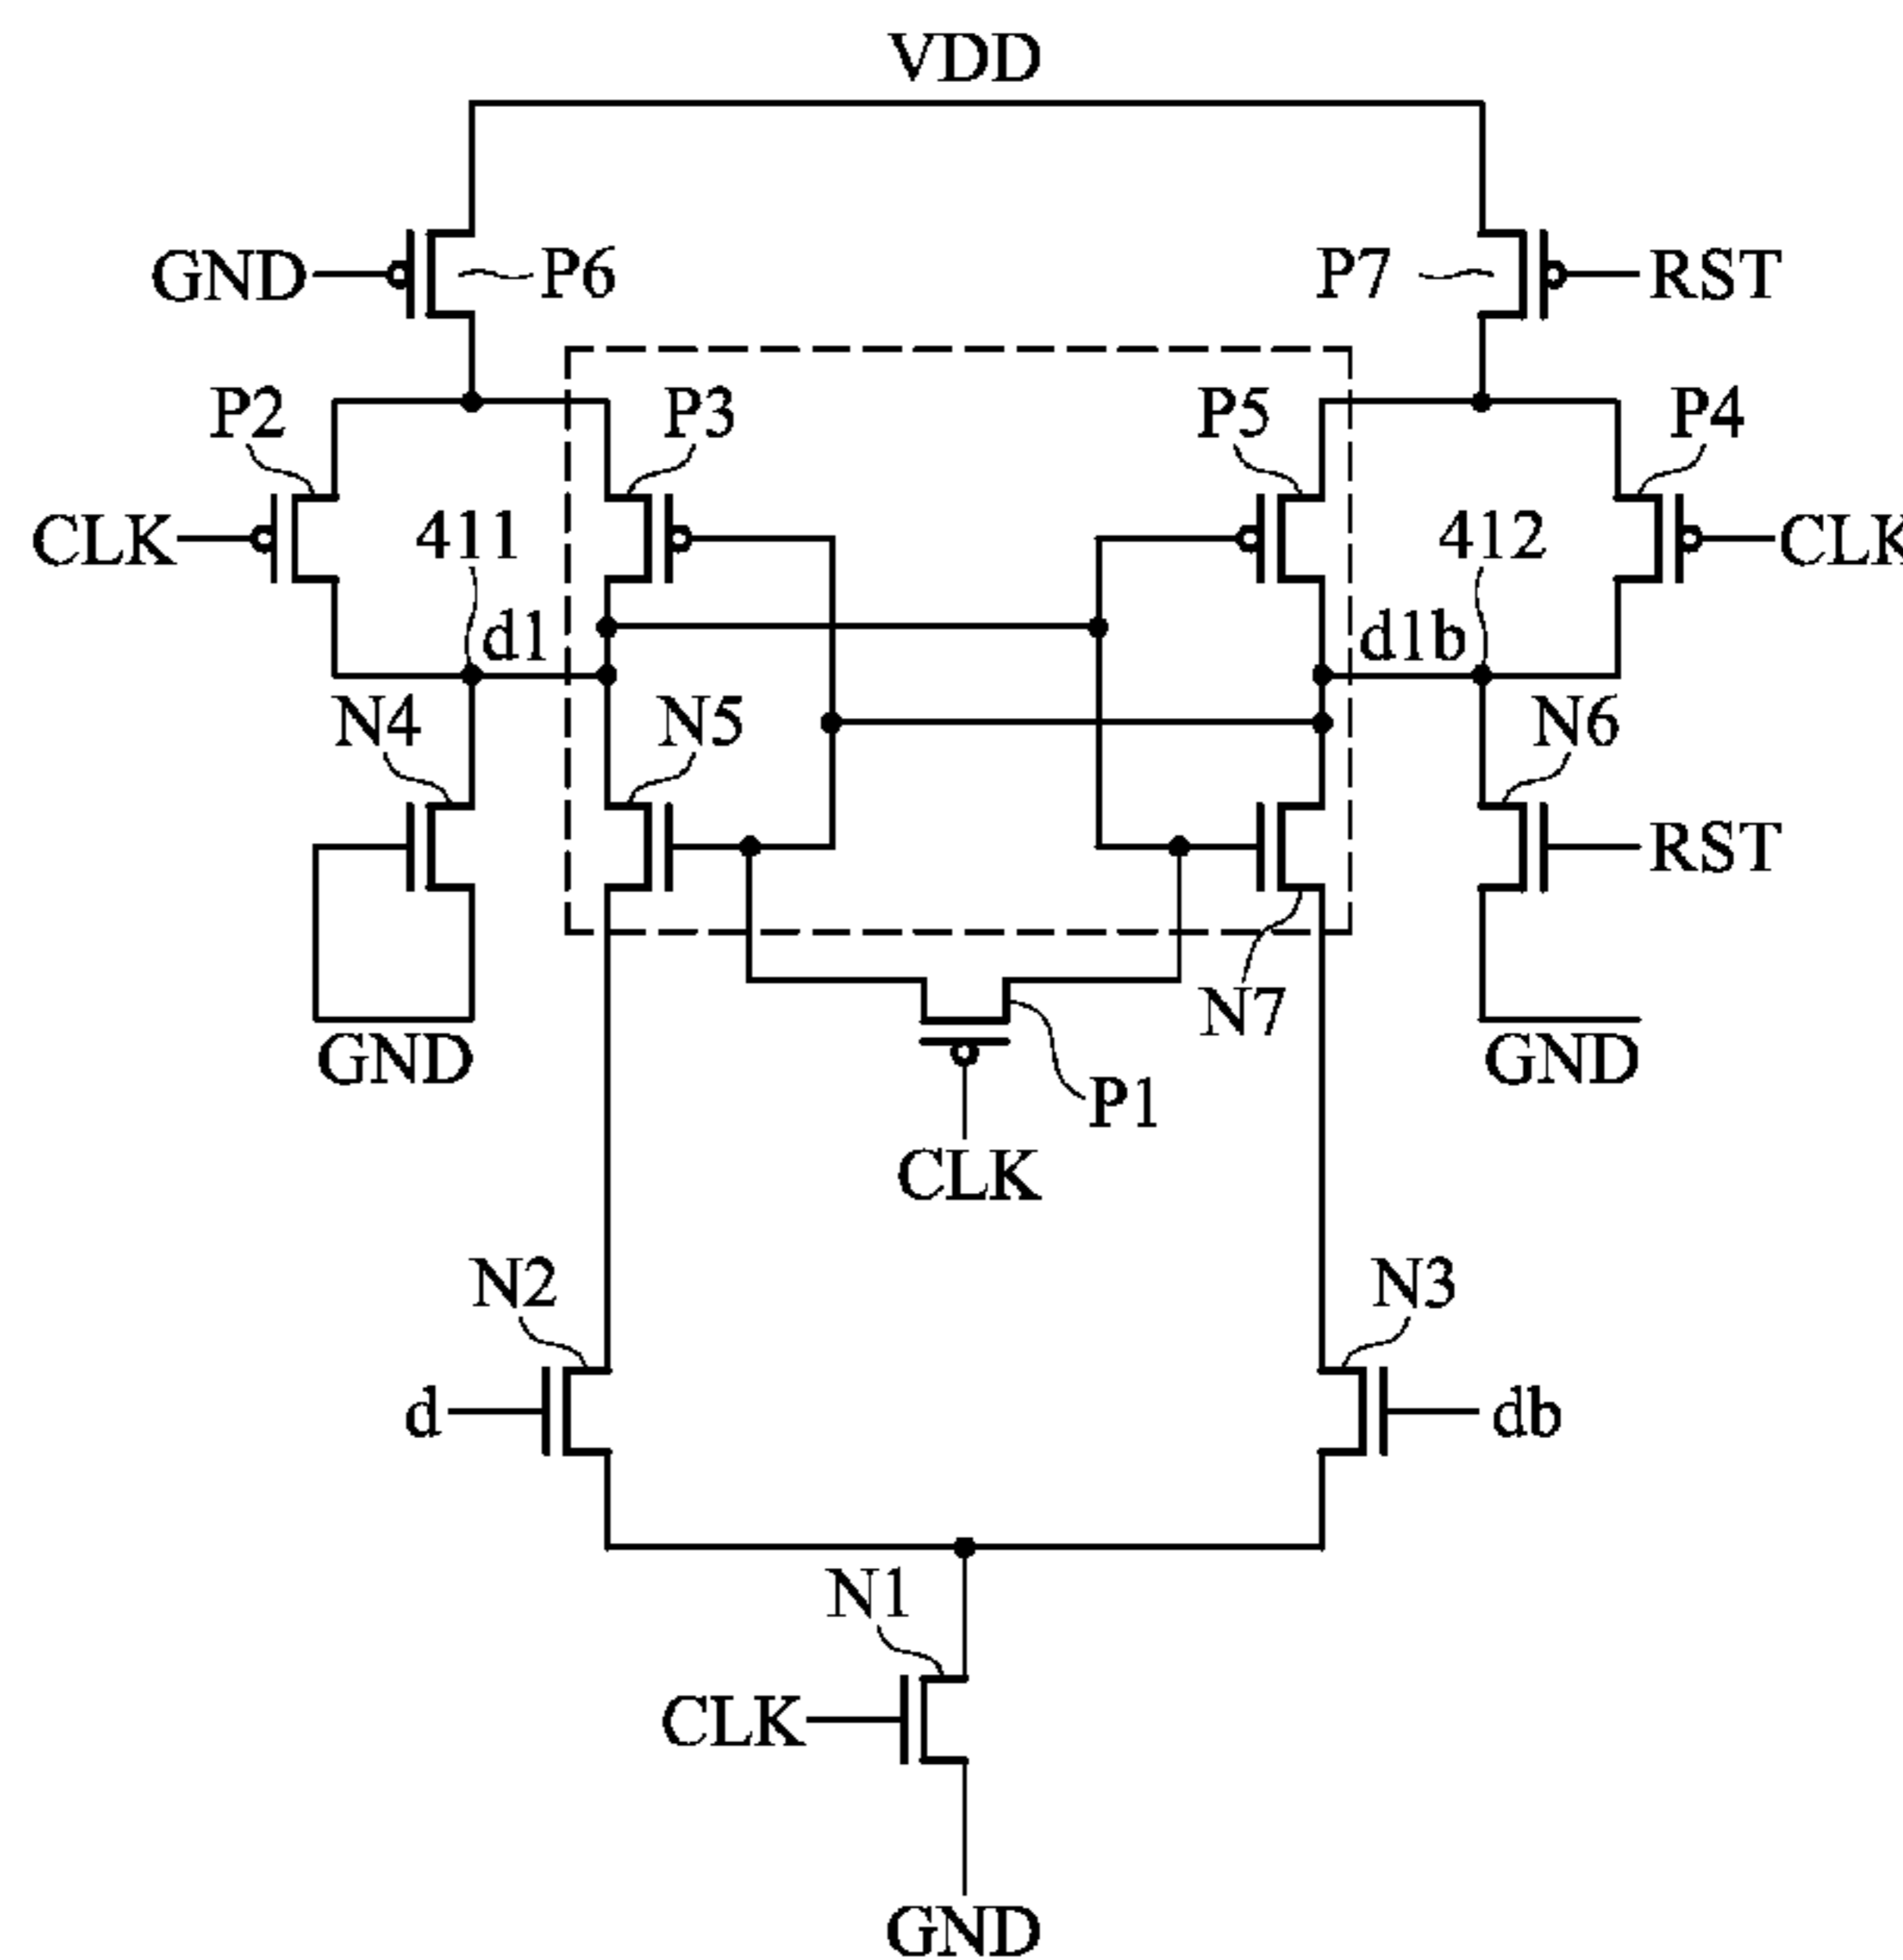 VDD
GND P6 P7 RST
P2 P3 P5 P4
CLK 411 412 CLK
d1 d1b
N4 N5 N6
RST
GND N7 GND
P1
CLK
N2 N3
d db
N1
CLK
GND